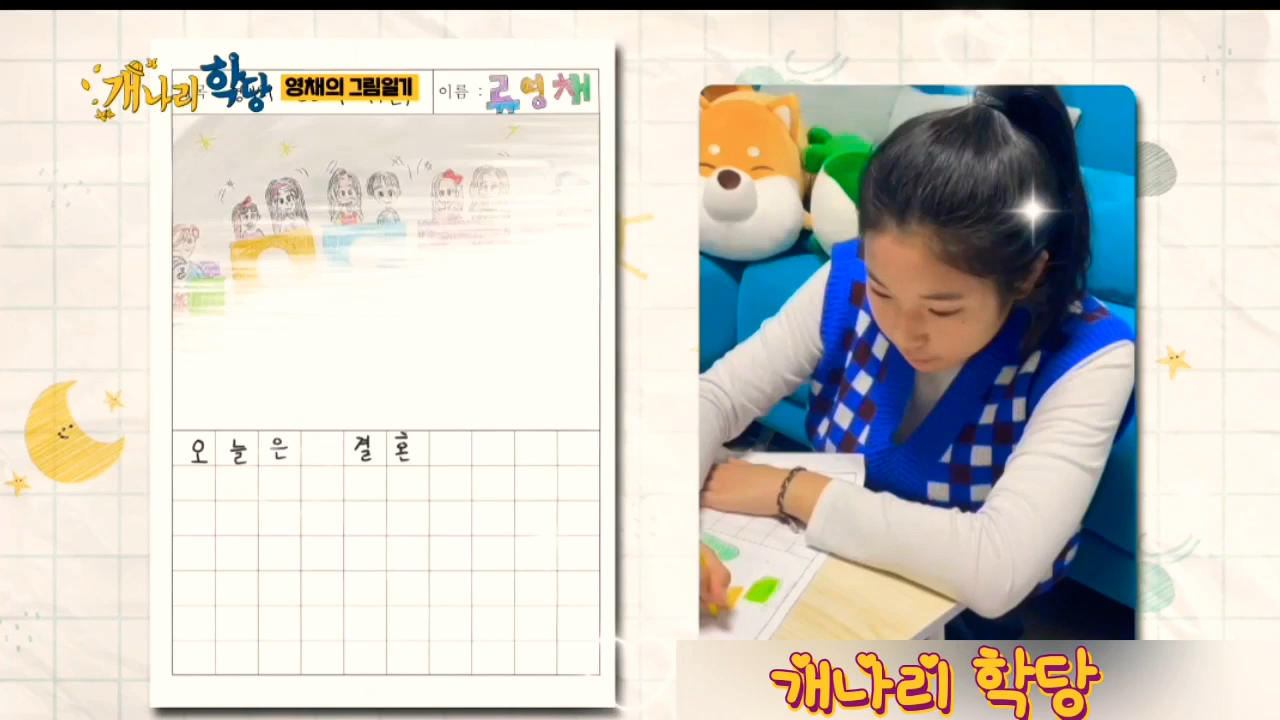 개나리 학당
영채의 그림일기
이름 : 류영채
오늘은 결혼
개나리 학당